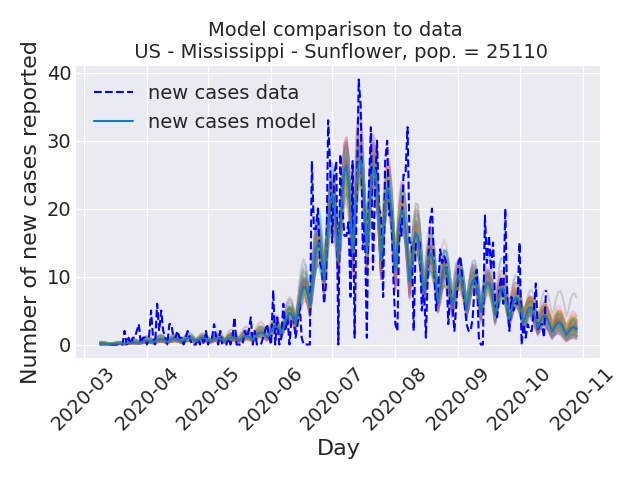 Model comparison to data
US - Mississippi - Sunflower, pop. = 25110
Number of new cases reported
40
30
20
10
0
new cases data
new cases model
2020-03
2020-04
2020-05
2020-06
2020-07
2020-08
2020-09
2020-10
2020-11
Day